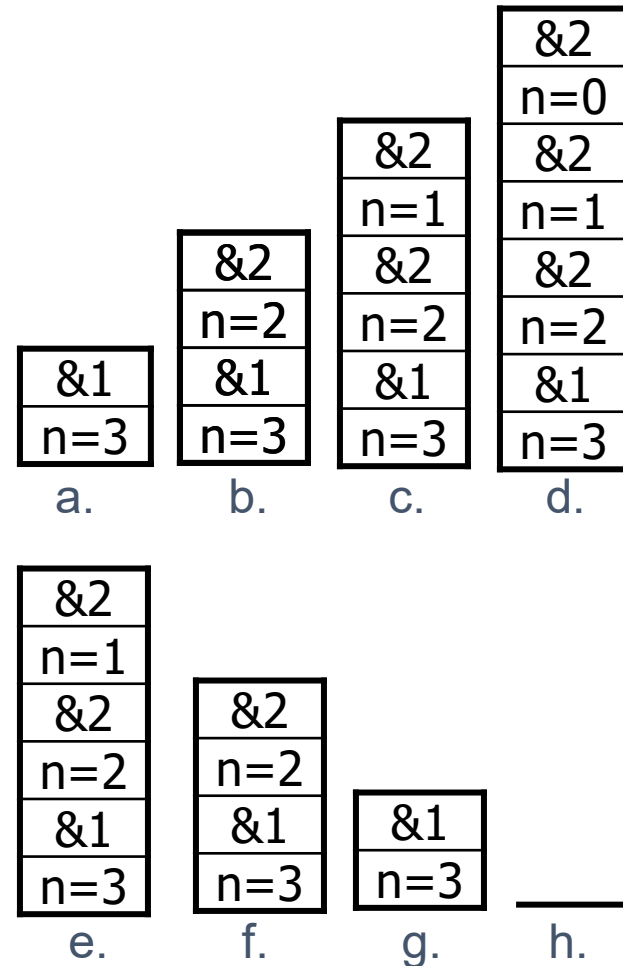 &1
n=3
a.
&2
n=2
&1
n=3
b.
&2
n=1
&2
n=2
&1
n=3
c.
&2
n=0
&2
n=1
&2
n=2
&1
n=3
d.
&2
n=1
&2
n=2
&1
n=3
e.
&2
n=2
&1
n=3
f.
&1
n=3
g.
h.